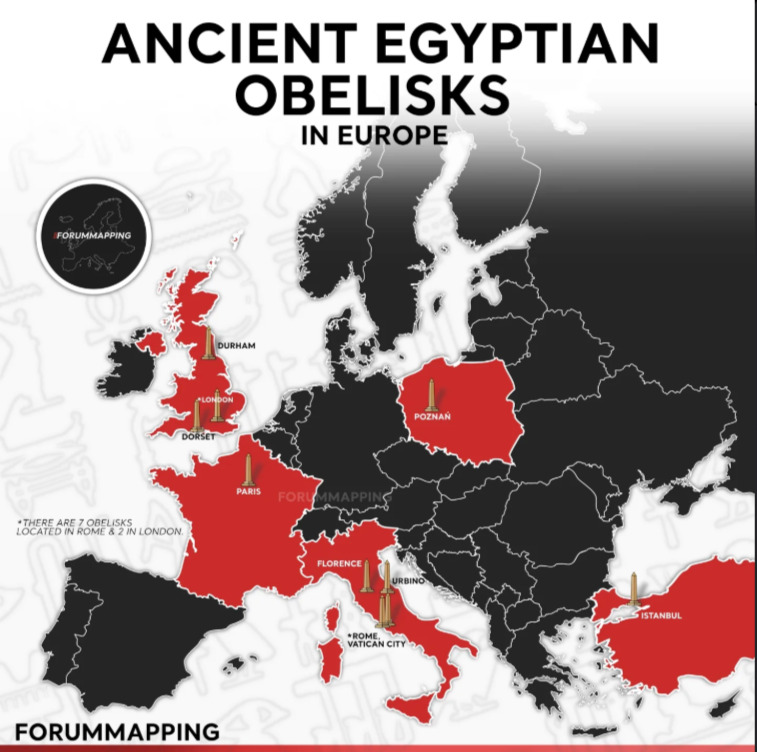 ANCIENT EGYPTIAN
OBELISKS
IN EUROPE
FORUMMAPPING
DURHAM
*LONDON
DORSET
POZNAŃ
PARIS
FORUMMAPPING
*THERE ARE 7 OBELISKS
LOCATED IN ROME & 2 IN LONDON.
FLORENCE
URBINO
*ROME,
VATICAN CITY
ISTANBUL
FORUMMAPPING